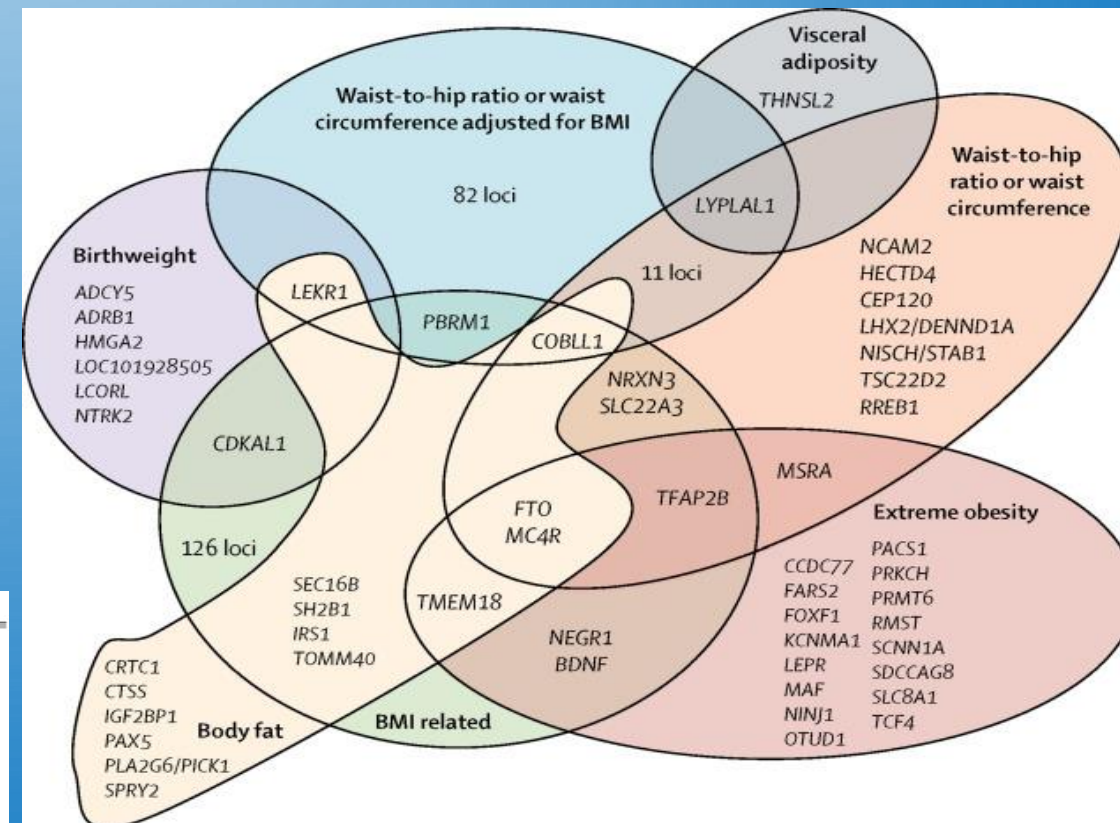 Visceral
adiposity
THNSL2
Waist-to-hip ratio or waist
circumference adjusted for BMI
82 loci
LYPLAL1
Waist-to-hip
ratio or waist
circumference
NCAM2
HECTD4
CEP120
LHX2/DENND1A
NISCH/STAB1
TSC22D2
RREB1
11 loci
Birthweight
ADCY5
ADRB1
HMGA2
LOC101928505
LCORL
NTRK2
LEKR1
PBRM1
COBLL1
NRXN3
SLC22A3
CDKAL1
MSRA
TFAP2B
FTO
MC4R
126 loci
Extreme obesity
CCDC77
FARS2
FOXF1
KCNMA1
LEPR
MAF
NINJ1
OTUD1
PACS1
PRKCH
PRMT6
RMST
SCNN1A
SDCCAG8
SLC8A1
TCF4
SEC16B
SH2B1
IRS1
TOMM40
TMEM18
NEGR1
BDNF
CRTC1
CTSS
IGF2BP1
PAX5
PLA2G6/PICK1
SPRY2
Body fat
BMI related